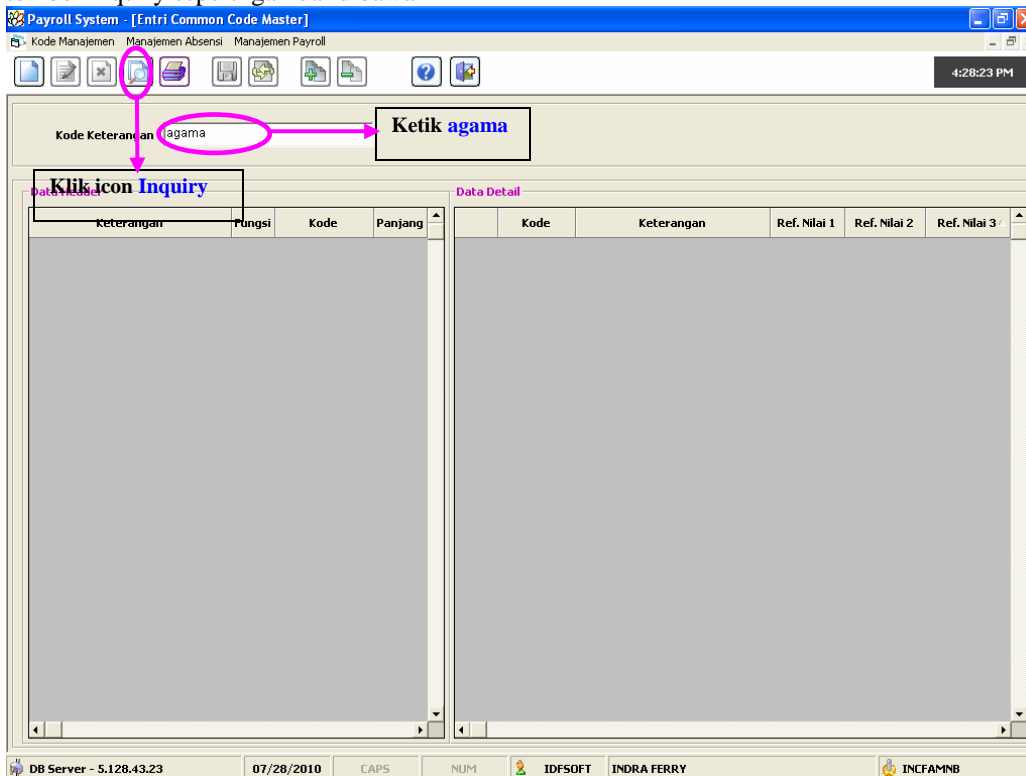 Payroll System - [Entri Common Code Master]
Kode Manajemen Manajemen Absensi Manajemen Payroll
4:28:23 PM
Kode Keterangan agama
Ketik agama
Klik icon Inquiry
Data Detail
Keterangan Fungsi Kode Panjang
Kode Keterangan Ref. Nilai 1 Ref. Nilai 2 Ref. Nilai 3
DB Server - 5.128.43.23 07/28/2010 CAPS NUM IDFSOFT INDRA FERRY INCFAMNB